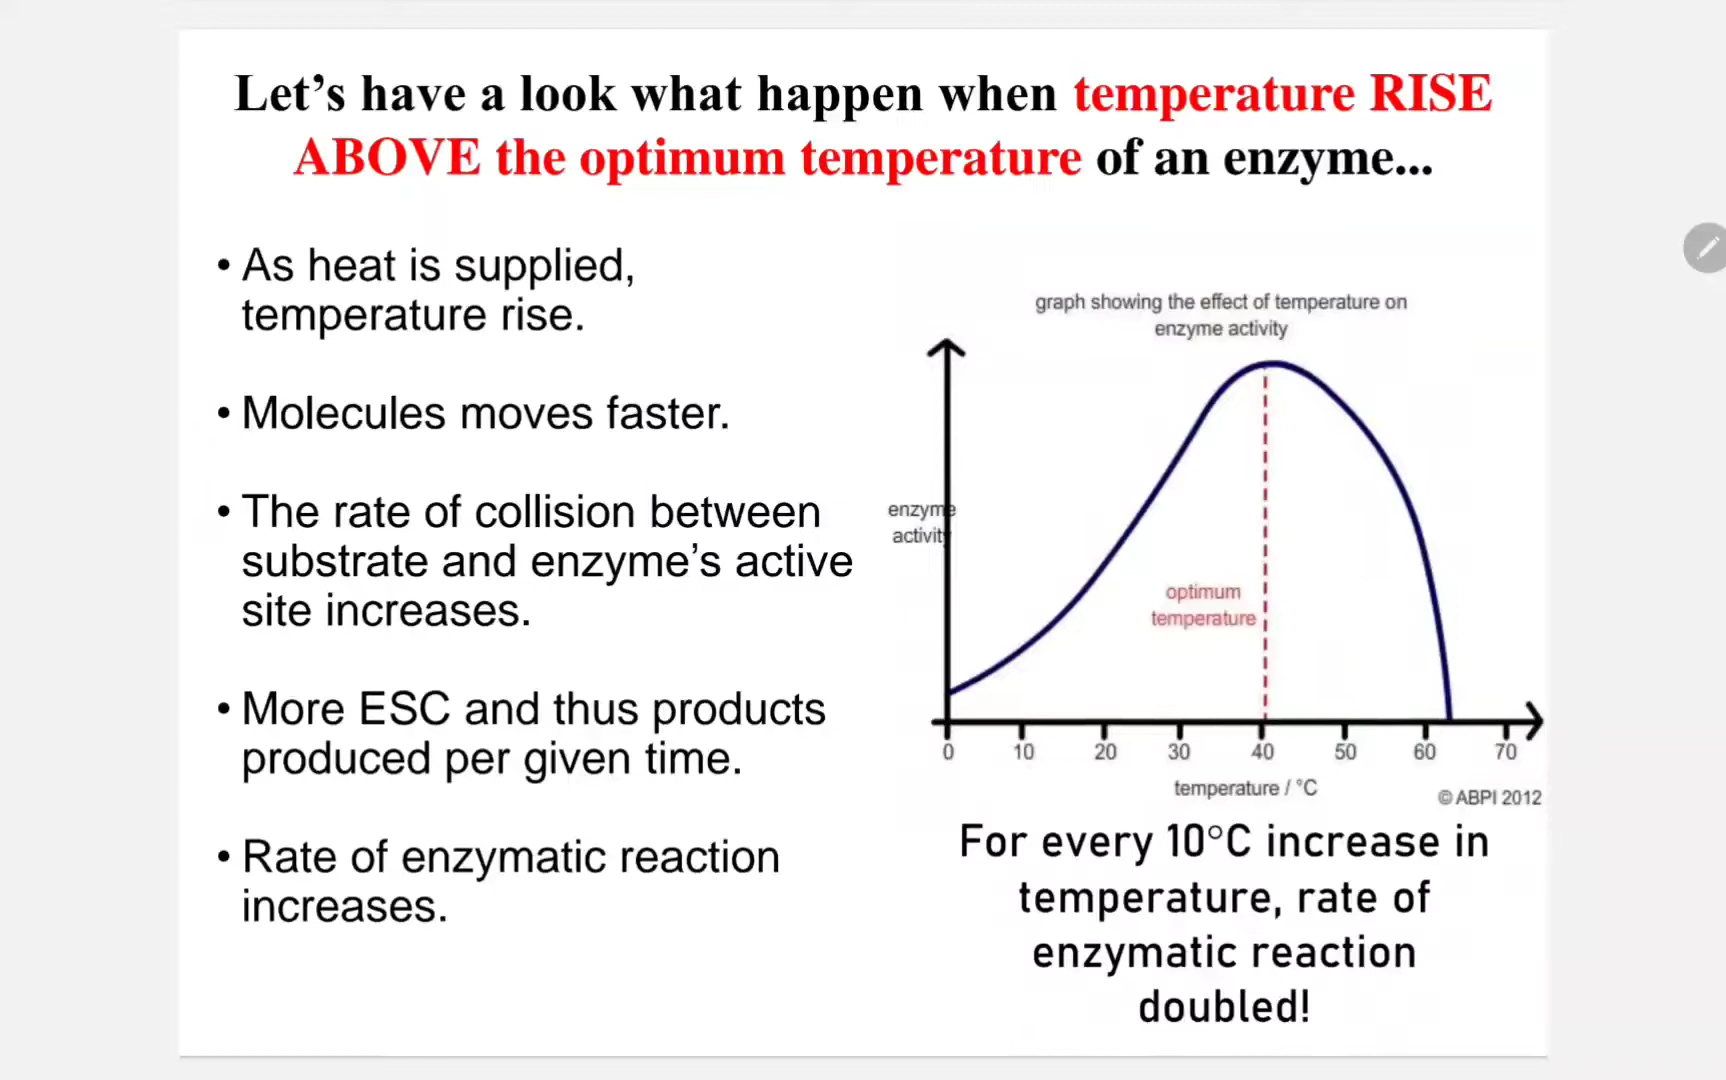 Let’s have a look what happen when temperature RISE
ABOVE the optimum temperature of an enzyme...
• As heat is supplied,
temperature rise.
• Molecules moves faster.
• The rate of collision between
substrate and enzyme’s active
site increases.
• More ESC and thus products
produced per given time.
• Rate of enzymatic reaction
increases.
graph showing the effect of temperature on
enzyme activity
enzyme
activity
optimum
temperature
0 10 20 30 40 50 60 70
temperature / °C
© ABPI 2012
For every 10°C increase in
temperature, rate of
enzymatic reaction
doubled!